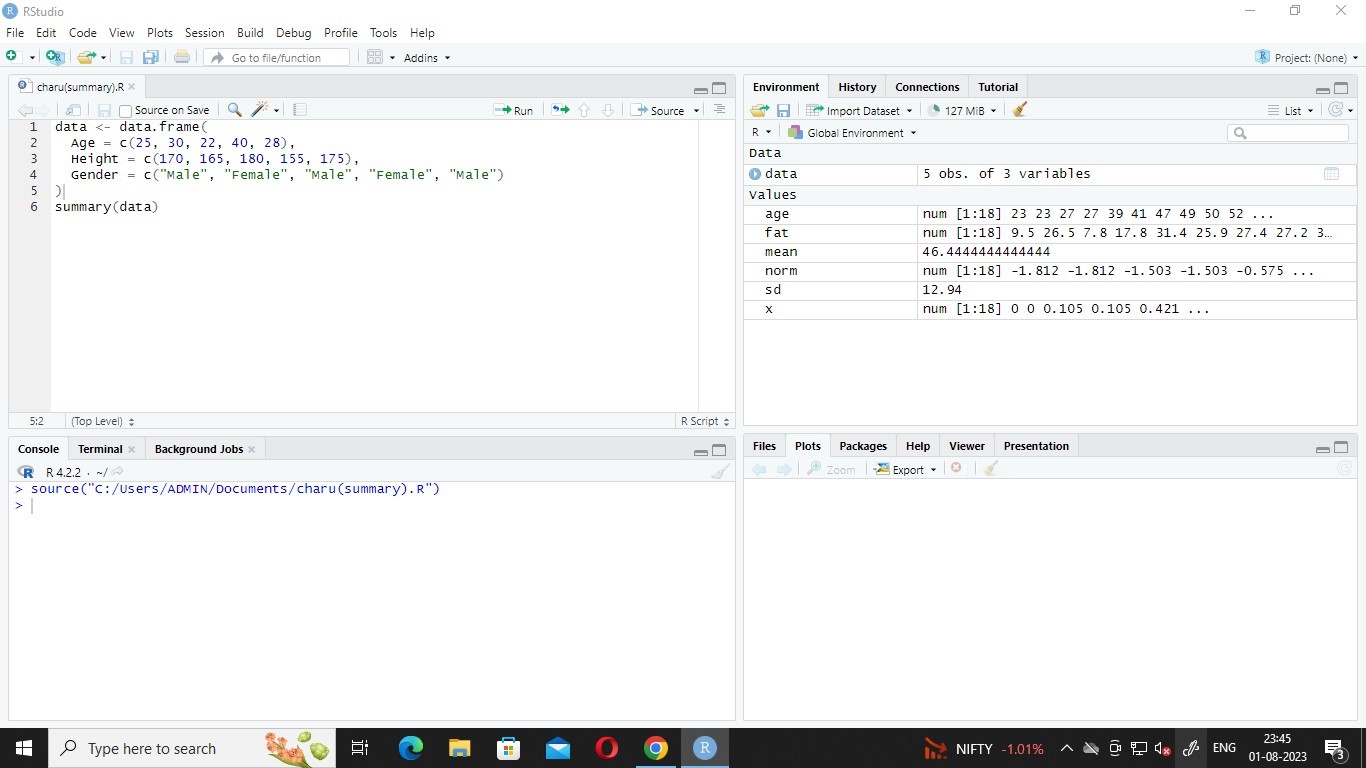 RStudio
File Edit Code View Plots Session Build Debug Profile Tools Help
Go to file/function Addins Project: (None)
charu(summary).R
Source on Save Run Source
1 data <- data.frame(
2   Age = c(25, 30, 22, 40, 28),
3   Height = c(170, 165, 180, 155, 175),
4   Gender = c("Male", "Female", "Male", "Female", "Male")
5 )
6 summary(data)
5:2 (Top Level) R Script
Console Terminal Background Jobs
R 4.2.2 · ~/
> source("C:/Users/ADMIN/Documents/charu(summary).R")
>
Environment History Connections Tutorial
Import Dataset 127 MiB List
R Global Environment
Data
data 5 obs. of 3 variables
Values
age num [1:18] 23 23 27 27 39 41 47 49 50 52 ...
fat num [1:18] 9.5 26.5 7.8 17.8 31.4 25.9 27.4 27.2 3…
mean 46.4444444444444
norm num [1:18] -1.812 -1.812 -1.503 -1.503 -0.575 ...
sd 12.94
x num [1:18] 0 0 0.105 0.105 0.421 ...
Files Plots Packages Help Viewer Presentation
Zoom Export
Type here to search
NIFTY -1.01%
ENG
23:45
01-08-2023
3